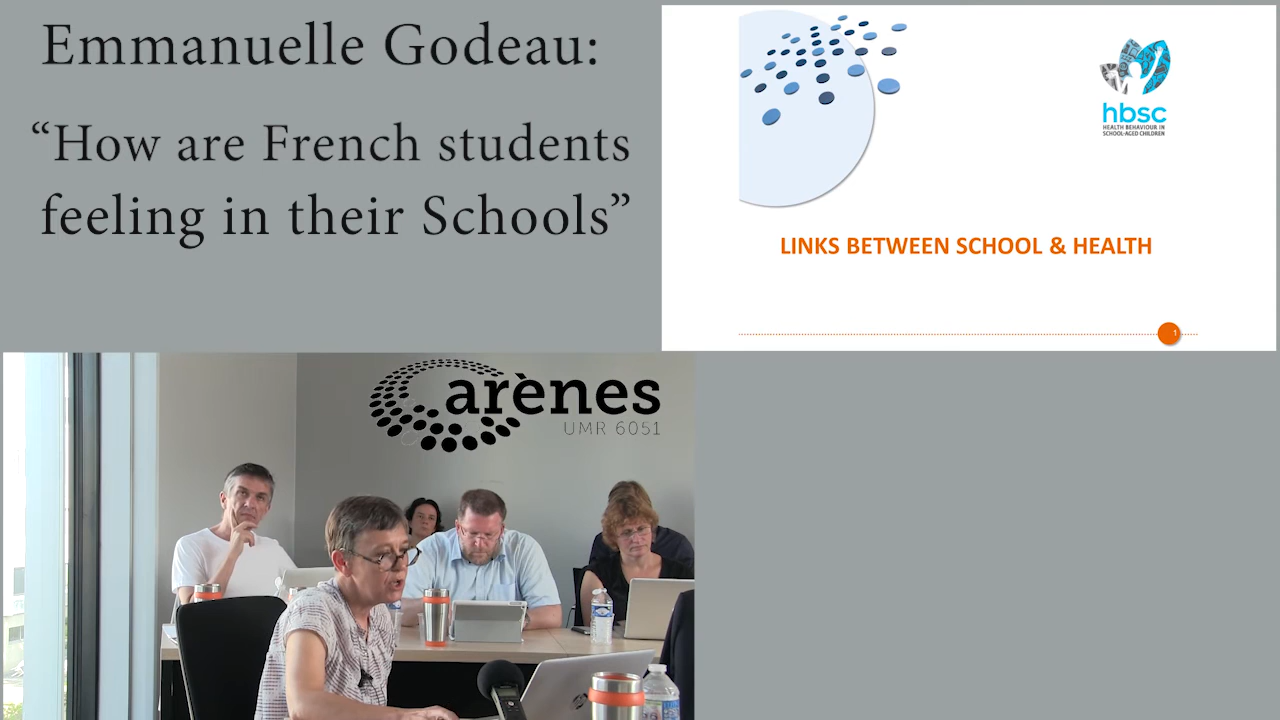 Emmanuelle Godeau:
“How are French students
feeling in their Schools”
hbsc
HEALTH BEHAVIOUR IN
SCHOOL-AGED CHILDREN
LINKS BETWEEN SCHOOL & HEALTH
1
arènes
UMR 6051